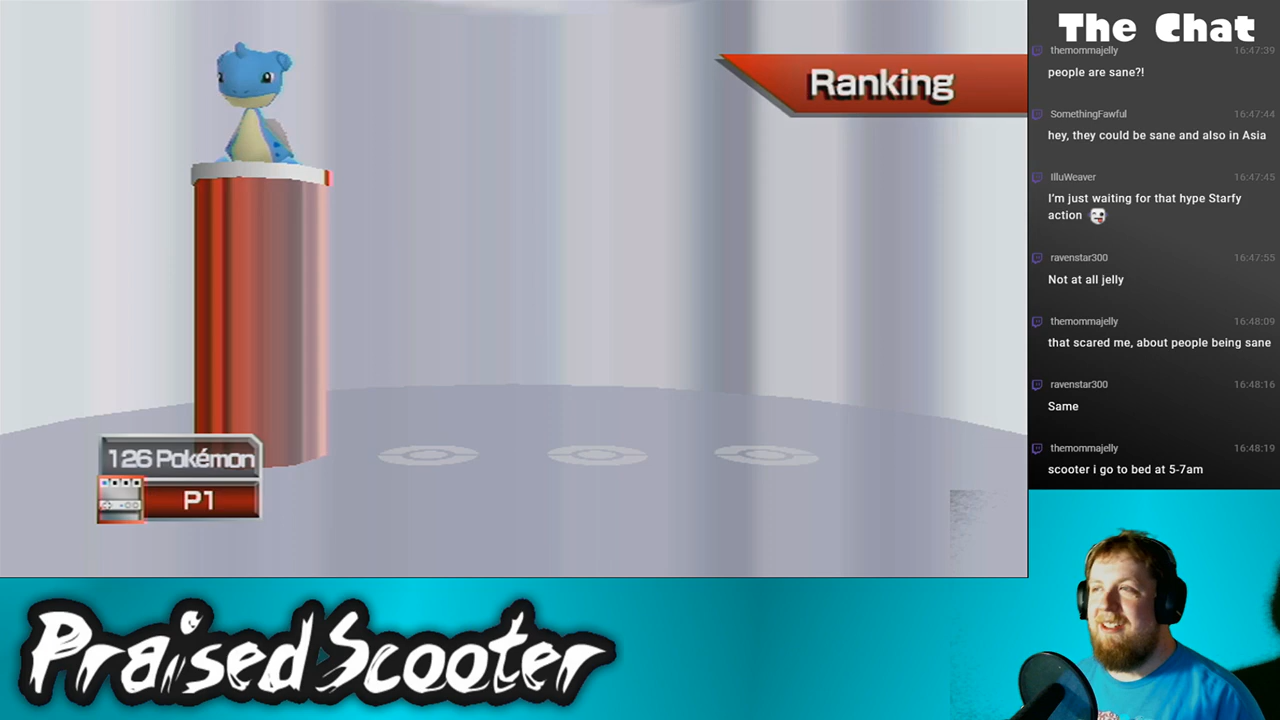 Ranking
126 Pokémon
P1
The Chat
themommajelly 16:47:39
people are sane?!
SomethingFawful 16:47:44
hey, they could be sane and also in Asia
IlluWeaver 16:47:45
I'm just waiting for that hype Starfy
action
ravenstar300 16:47:55
Not at all jelly
themommajelly 16:48:09
that scared me, about people being sane
ravenstar300 16:48:16
Same
themommajelly 16:48:19
scooter i go to bed at 5-7am
PraisedScooter